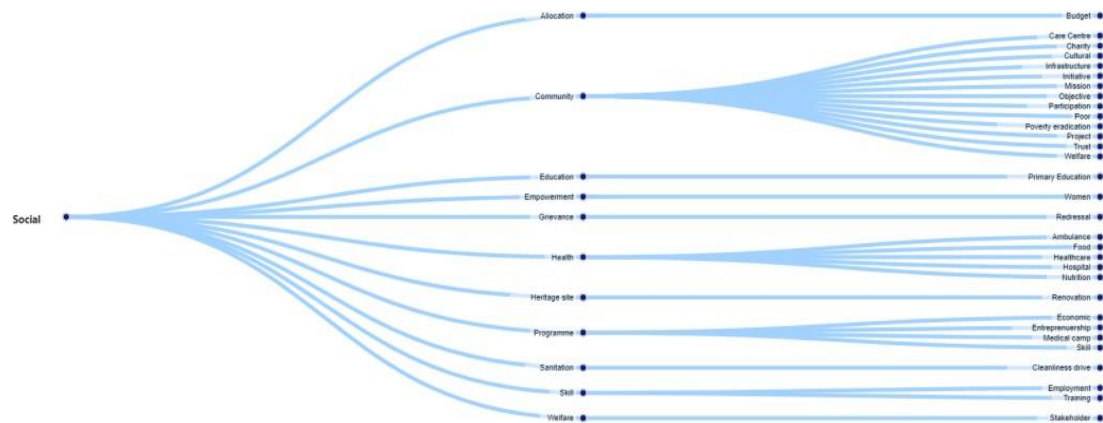 Allocation
Budget
Care Centre
Charity
Cultural
Infrastructure
Initiative
Mission
Community
Objective
Participation
Poor
Poverty eradication
Project
Trust
Welfare
Education
Primary Education
Empowerment
Women
Social
Grievance
Redressal
Ambulance
Food
Health
Healthcare
Hospital
Nutrition
Heritage site
Renovation
Economic
Entreprenuership
Programme
Medical camp
Skill
Sanitation
Cleanliness drive
Employment
Skill
Training
Welfare
Stakeholder